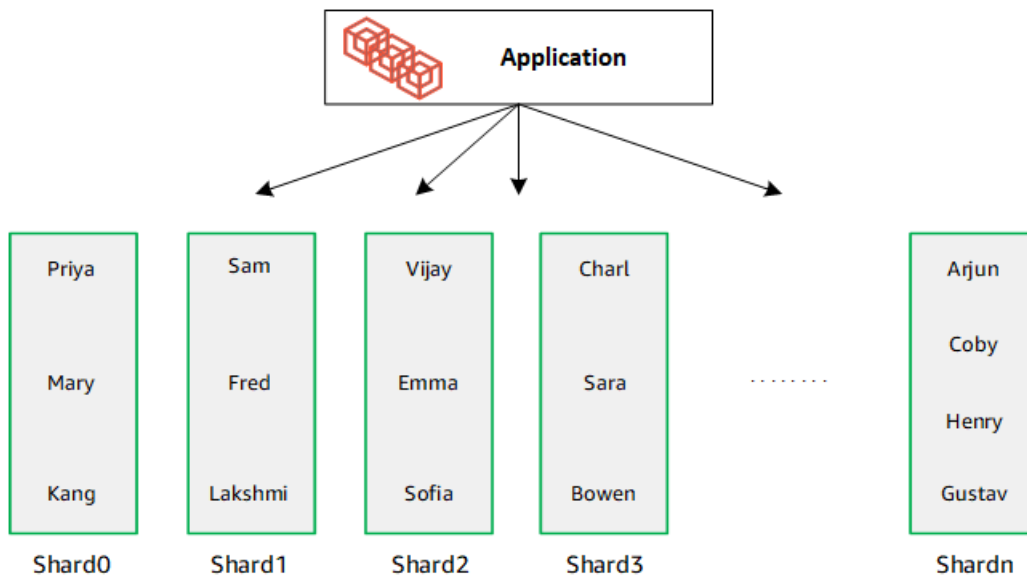 Application
Priya
Mary
Kang
Shard0
Sam
Fred
Lakshmi
Shard1
Vijay
Emma
Sofia
Shard2
Charl
Sara
Bowen
Shard3
........
Arjun
Coby
Henry
Gustav
Shardn